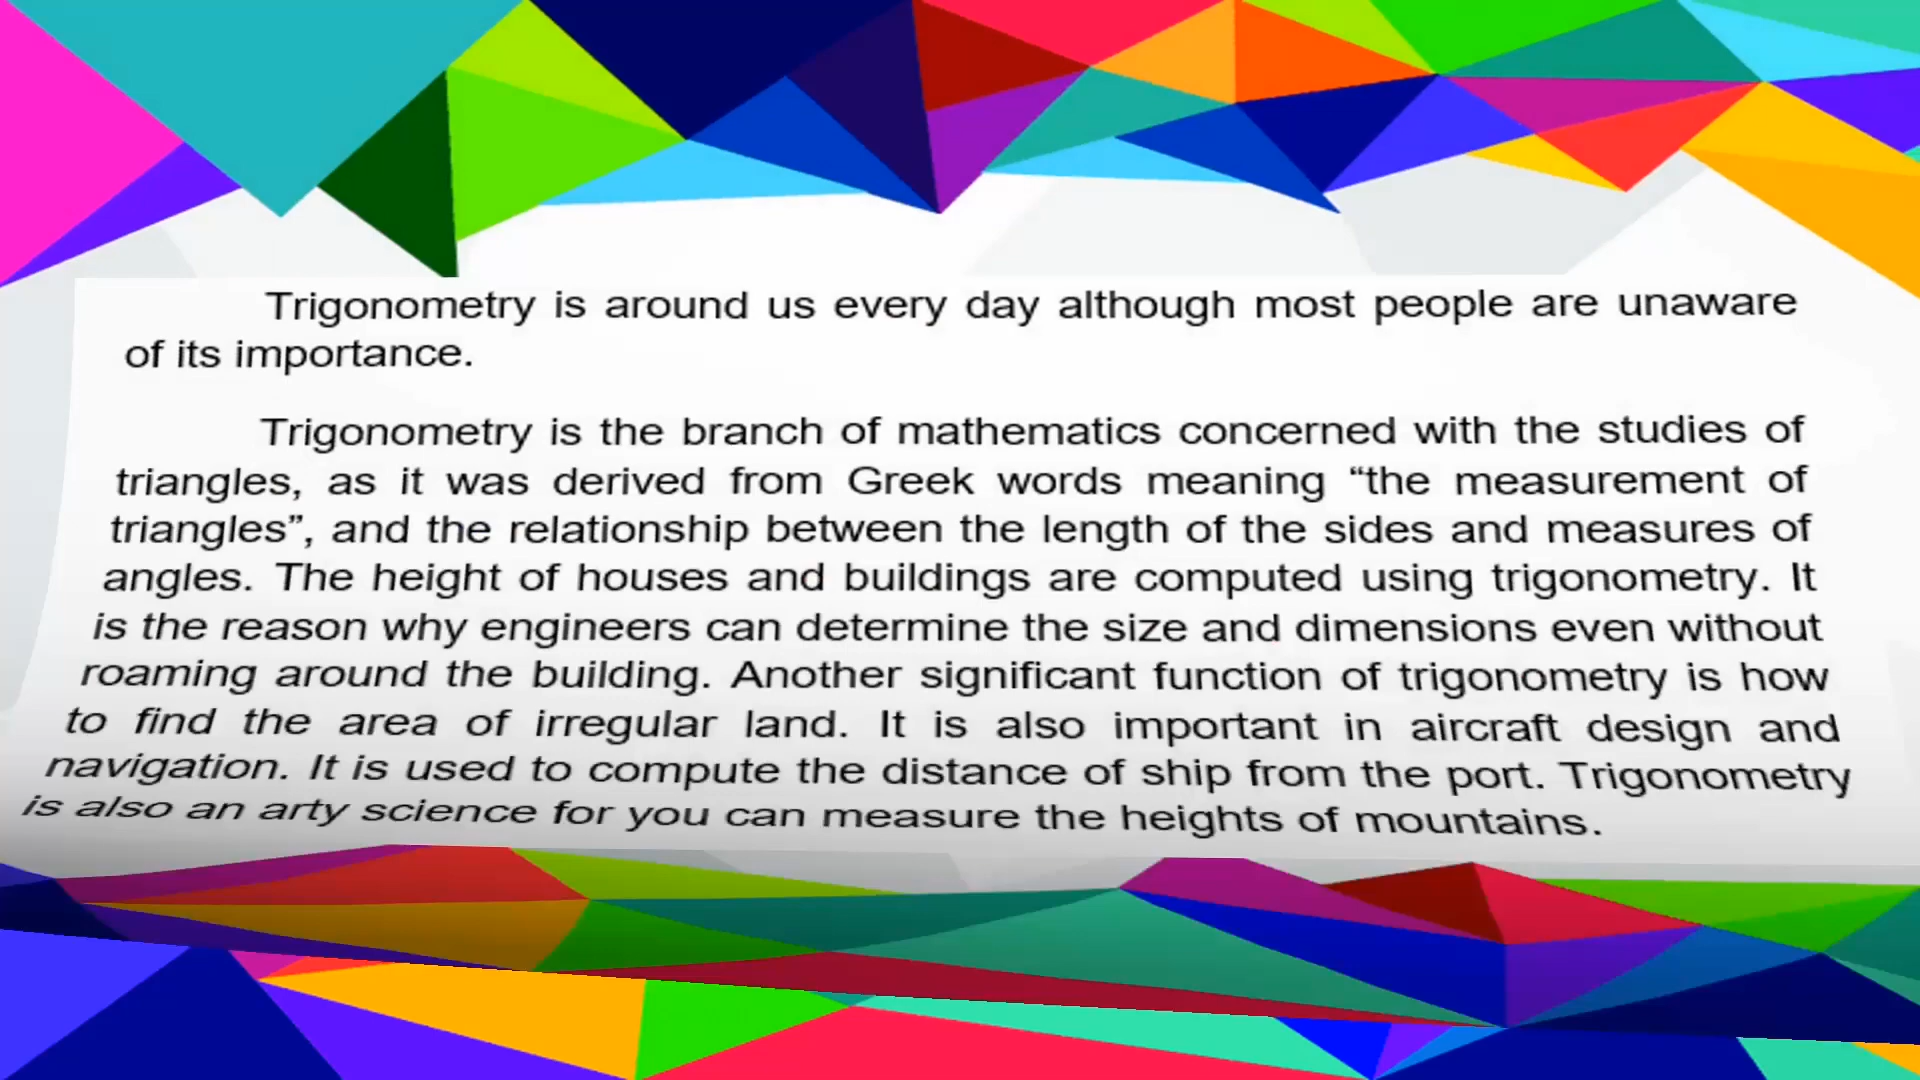 Trigonometry is around us every day although most people are unaware
of its importance.
Trigonometry is the branch of mathematics concerned with the studies of
triangles, as it was derived from Greek words meaning “the measurement of
triangles”, and the relationship between the length of the sides and measures of
angles. The height of houses and buildings are computed using trigonometry. It
is the reason why engineers can determine the size and dimensions even without
roaming around the building. Another significant function of trigonometry is how
to find the area of irregular land. It is also important in aircraft design and
navigation. It is used to compute the distance of ship from the port. Trigonometry
is also an arty science for you can measure the heights of mountains.